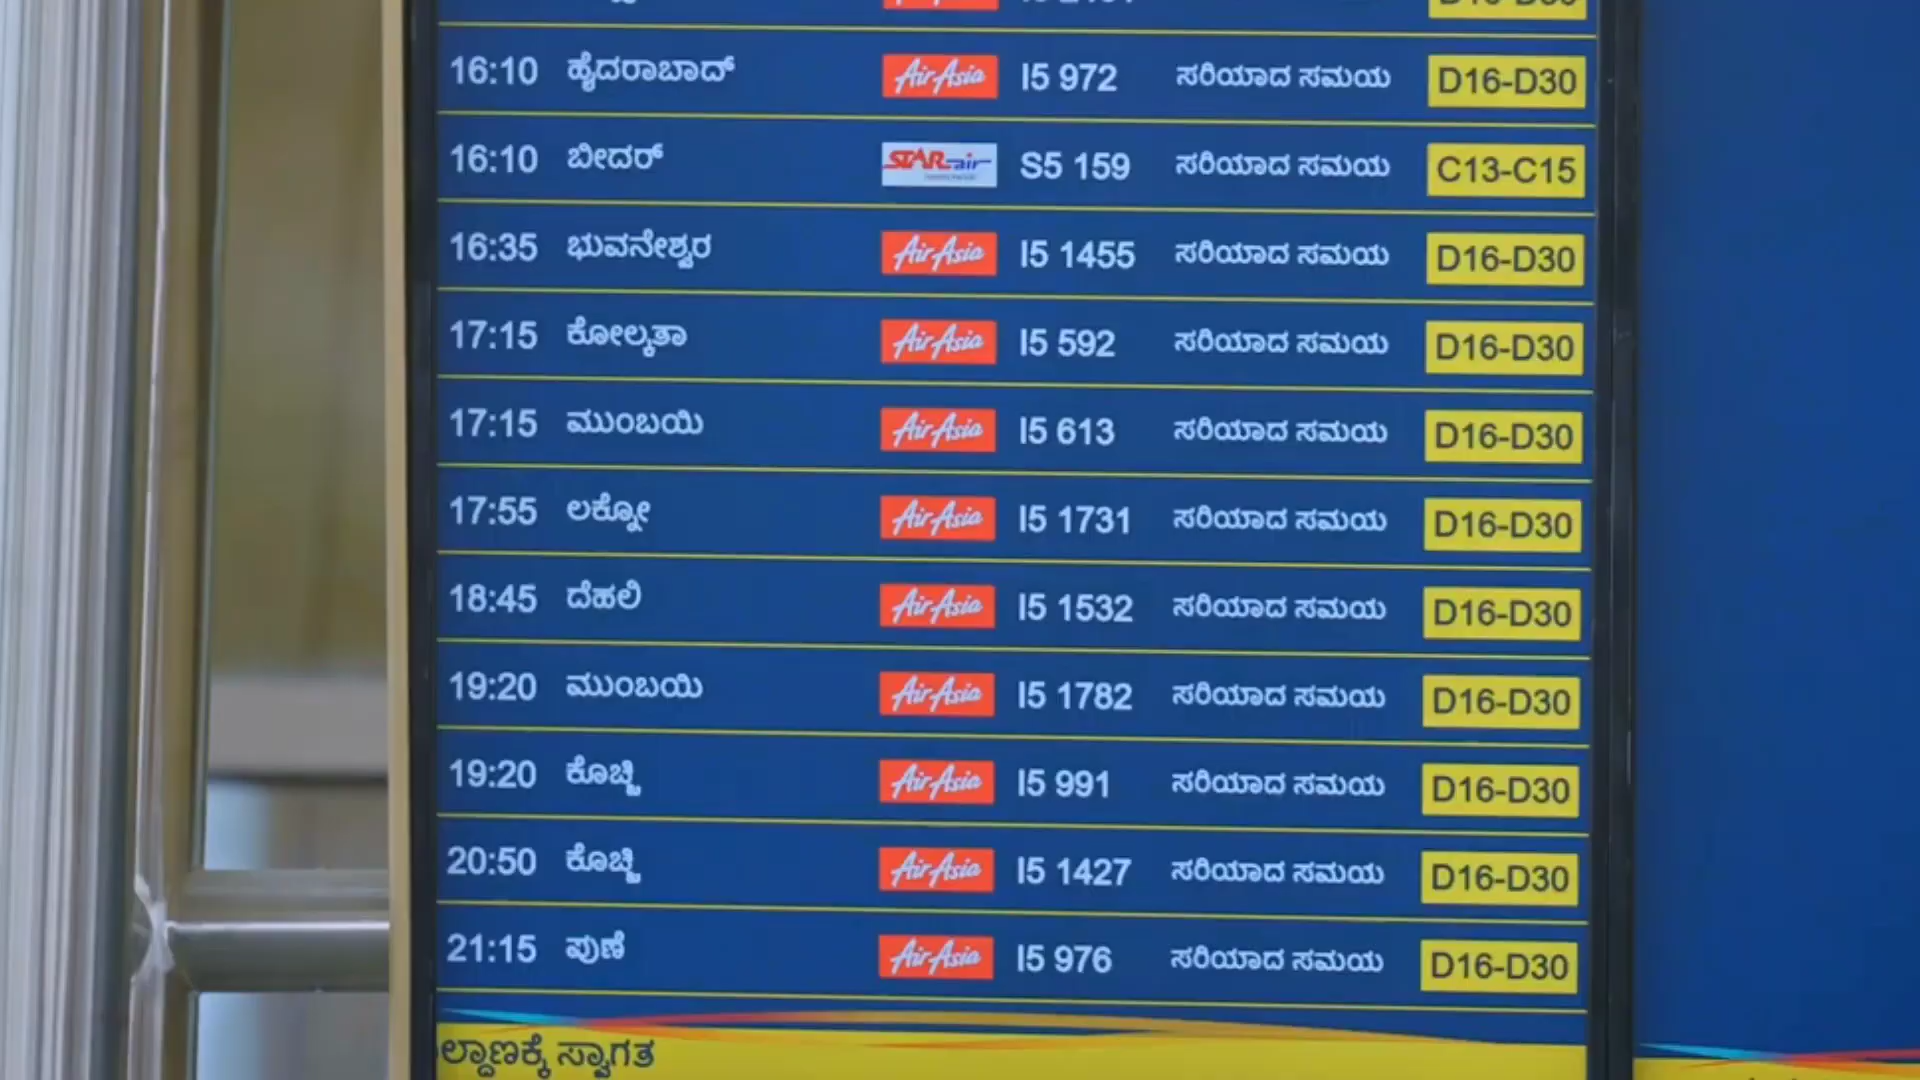 16:10 ಹೈದರಾಬಾದ್ AirAsia I5 972 ಸರಿಯಾದ ಸಮಯ D16-D30
16:10 ಬೀದರ್ STAR air S5 159 ಸರಿಯಾದ ಸಮಯ C13-C15
16:35 ಭುವನೇಶ್ವರ AirAsia I5 1455 ಸರಿಯಾದ ಸಮಯ D16-D30
17:15 ಕೋಲ್ಕತಾ AirAsia I5 592 ಸರಿಯಾದ ಸಮಯ D16-D30
17:15 ಮುಂಬಯಿ AirAsia I5 613 ಸರಿಯಾದ ಸಮಯ D16-D30
17:55 ಲಕ್ನೋ AirAsia I5 1731 ಸರಿಯಾದ ಸಮಯ D16-D30
18:45 ದೆಹಲಿ AirAsia I5 1532 ಸರಿಯಾದ ಸಮಯ D16-D30
19:20 ಮುಂಬಯಿ AirAsia I5 1782 ಸರಿಯಾದ ಸಮಯ D16-D30
19:20 ಕೊಚ್ಚಿ AirAsia I5 991 ಸರಿಯಾದ ಸಮಯ D16-D30
20:50 ಕೊಚ್ಚಿ AirAsia I5 1427 ಸರಿಯಾದ ಸಮಯ D16-D30
21:15 ಪುಣೆ AirAsia I5 976 ಸರಿಯಾದ ಸಮಯ D16-D30
ಲ್ದಾಣಕ್ಕೆ ಸ್ವಾಗತ